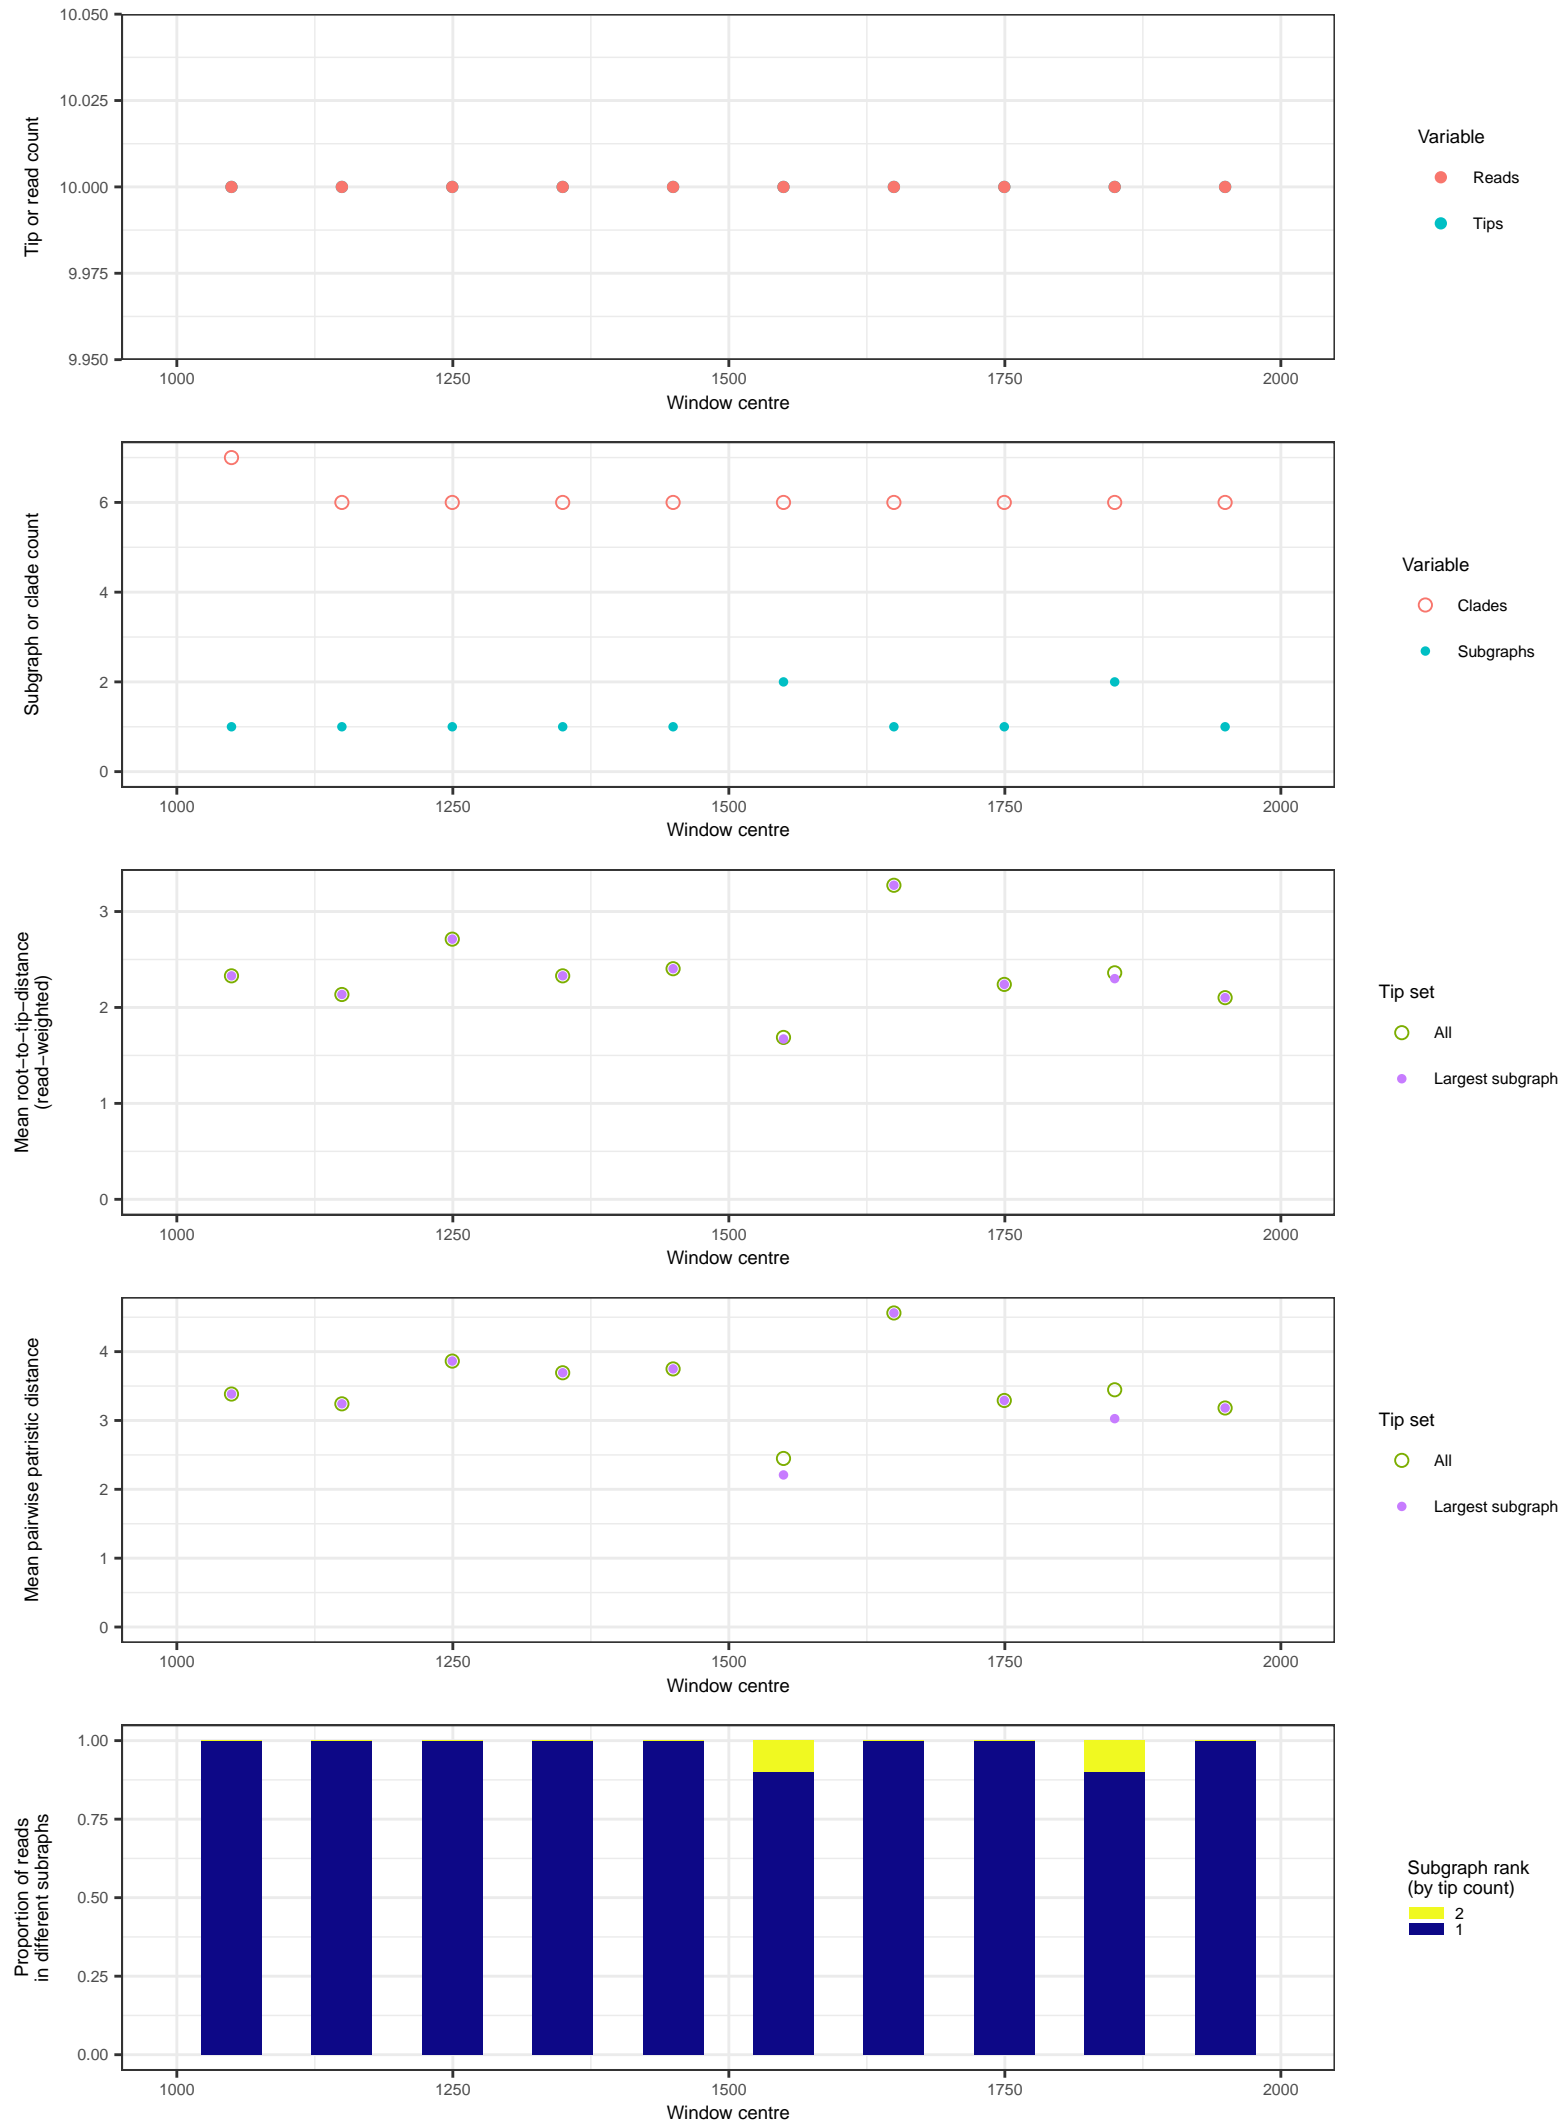 10.050
10.025
10.000
9.975
9.950
Tip or read count
1000 1250 1500 1750 2000
Window centre
Variable
Reads
Tips
6
4
2
0
Subgraph or clade count
1000 1250 1500 1750 2000
Window centre
Variable
Clades
Subgraphs
3
2
1
0
Mean root−to−tip−distance
(read−weighted)
1000 1250 1500 1750 2000
Window centre
Tip set
All
Largest subgraph
4
3
2
1
0
Mean pairwise patristic distance
1000 1250 1500 1750 2000
Window centre
Tip set
All
Largest subgraph
1.00
0.75
0.50
0.25
0.00
Proportion of reads
in different subraphs
1000 1250 1500 1750 2000
Window centre
Subgraph rank
(by tip count)
2
1